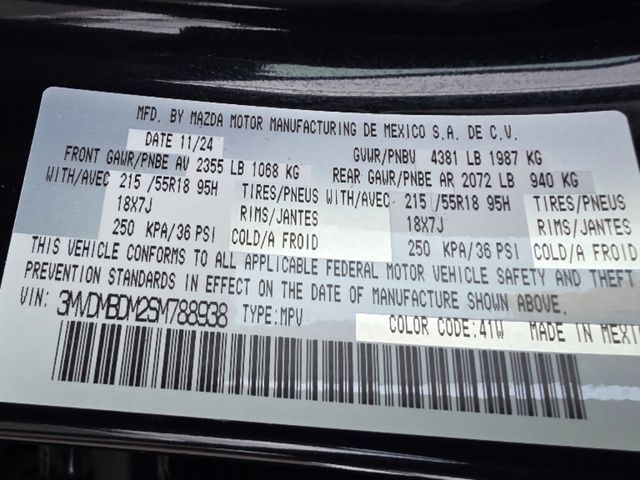 MFD. BY MAZDA MOTOR MANUFACTURING DE MEXICO S.A. DE C.V.
DATE 11/24 GVWR/PNBV 4381 LB 1987 KG
FRONT GAWR/PNBE AV 2355 LB 1068 KG REAR GAWR/PNBE AR 2072 LB 940 KG
WITH/AVEC 215 /55R18 95H TIRES/PNEUS WITH/AVEC 215 /55R18 95H TIRES/PNEUS
18X7J RIMS/JANTES 18X7J RIMS/JANTES
250 KPA/36 PSI COLD/A FROID 250 KPA/36 PSI COLD/A FROID
THIS VEHICLE CONFORMS TO ALL APPLICABLE FEDERAL MOTOR VEHICLE SAFETY AND THEFT
PREVENTION STANDARDS IN EFFECT ON THE DATE OF MANUFACTURE SHOWN ABOVE.
VIN: 3MVDMBDM2SM788938 TYPE:MPV
COLOR CODE:41W MADE IN MEXI